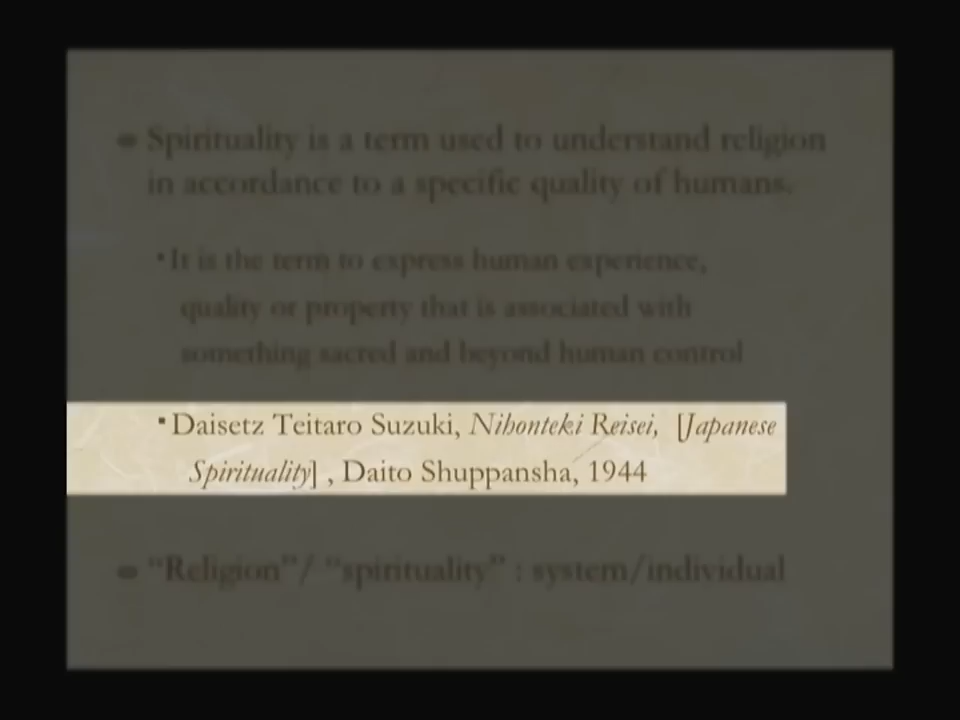 Spirituality is a term used to understand religion
in accordance to a specific quality of humans.
It is the term to express human experience,
quality or property that is associated with
something sacred and beyond human control
Daisetz Teitaro Suzuki, Nihonteki Reisei, [Japanese
Spirituality] , Daito Shuppansha, 1944
“Religion”/ “spirituality” : system/individual